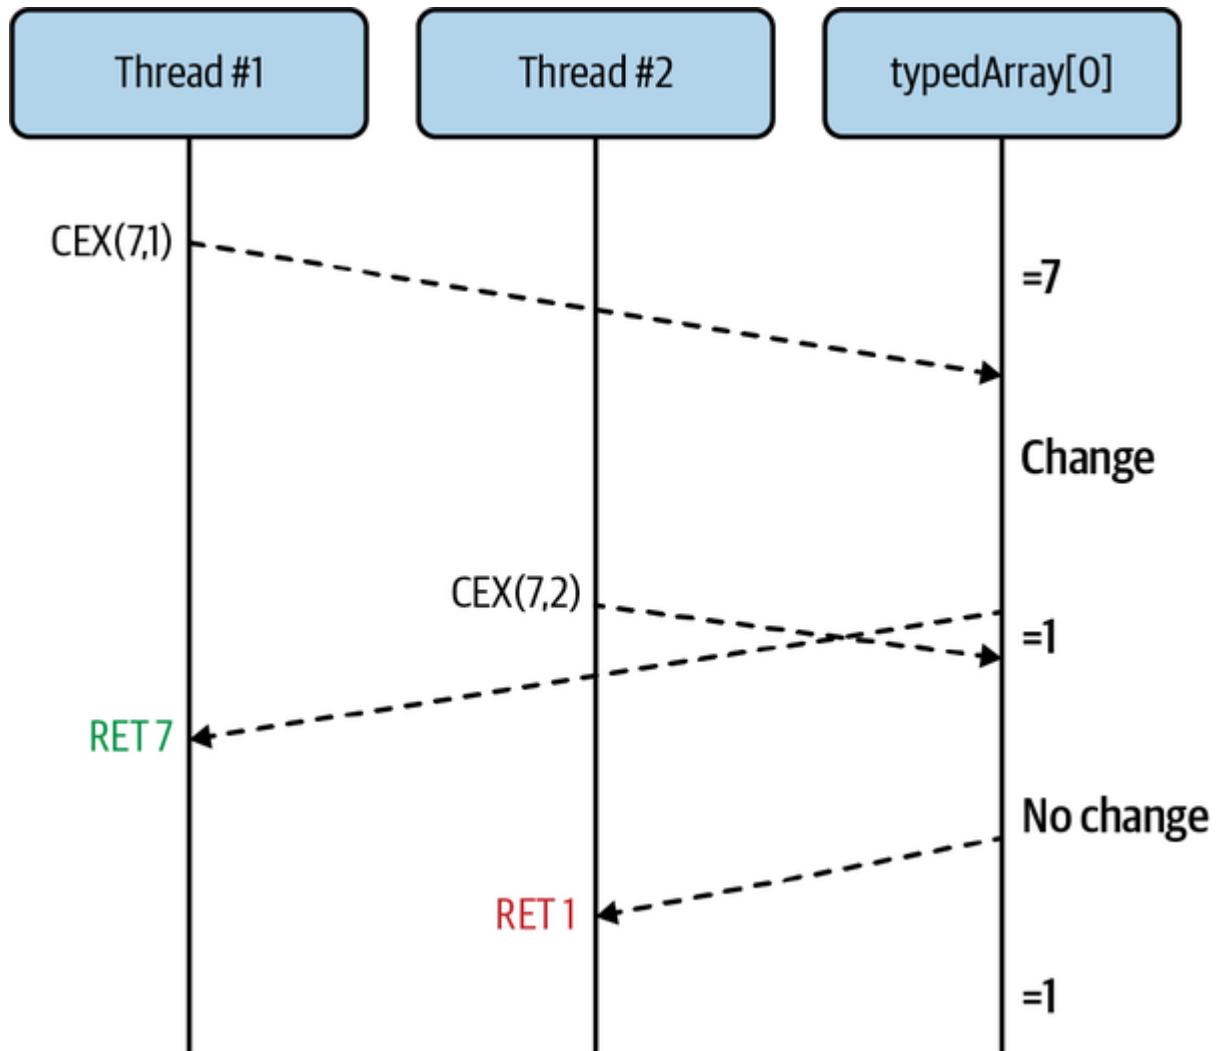 Thread #1
Thread #2
typedArray[0]
CEX(7,1)
=7
Change
CEX(7,2)
=1
RET 7
No change
RET 1
=1